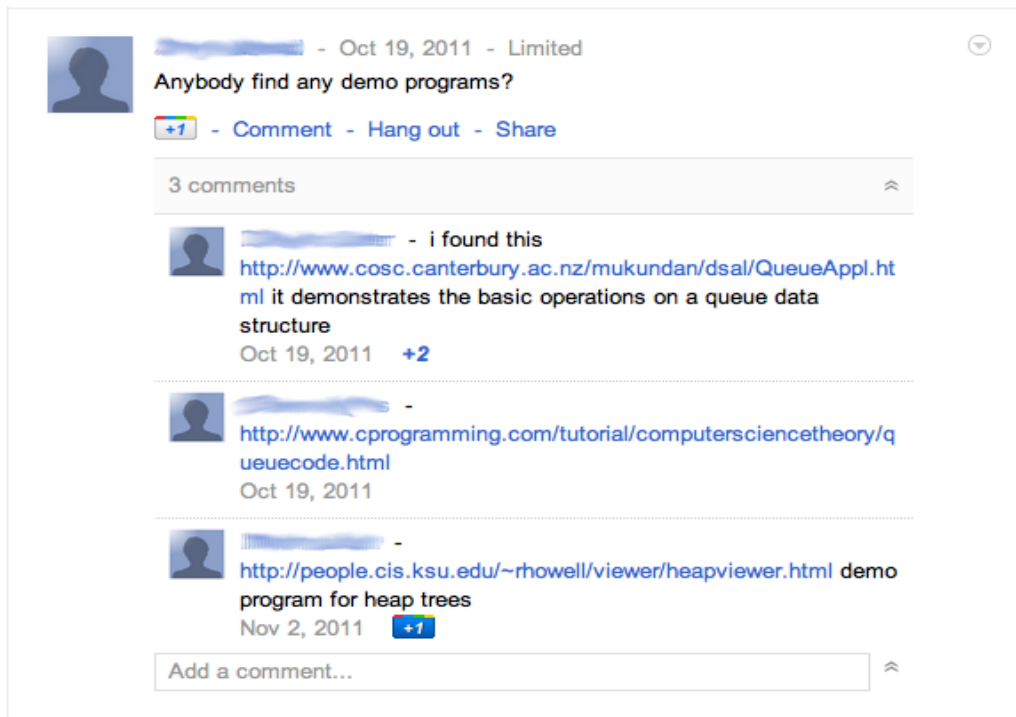 - Oct 19, 2011 - Limited
Anybody find any demo programs?
+1 - Comment - Hang out - Share
3 comments
- i found this
http://www.cosc.canterbury.ac.nz/mukundan/dsal/QueueAppl.ht
ml it demonstrates the basic operations on a queue data
structure
Oct 19, 2011 +2
-
http://www.cprogramming.com/tutorial/computersciencetheory/q
ueuecode.html
Oct 19, 2011
-
http://people.cis.ksu.edu/~rhowell/viewer/heapviewer.html demo
program for heap trees
Nov 2, 2011 +1
Add a comment...